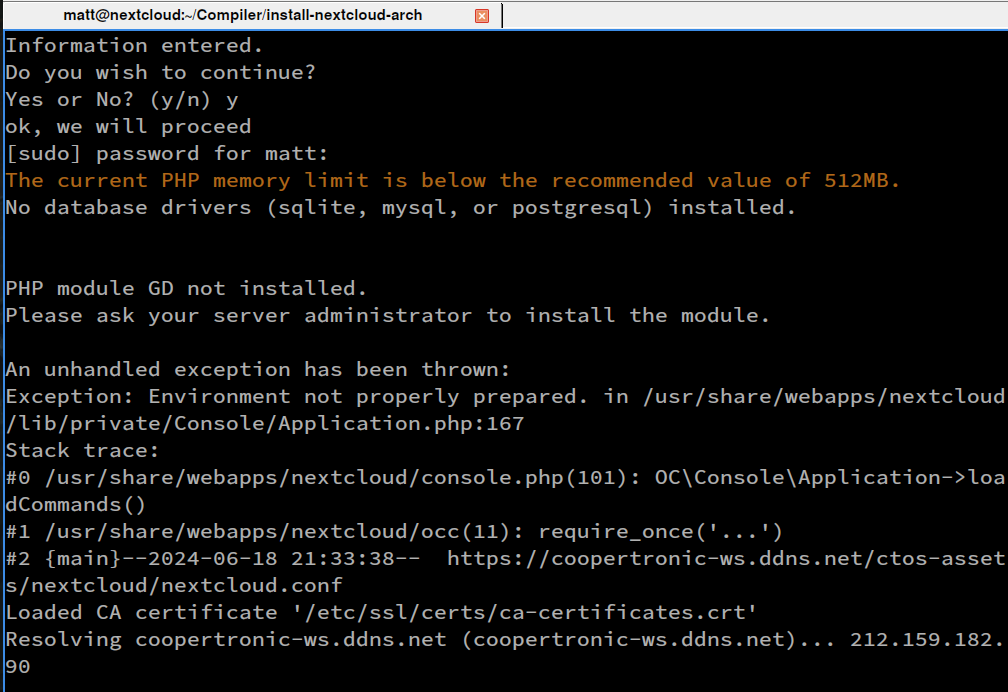 matt@nextcloud:~/Compiler/install-nextcloud-arch
Information entered.
Do you wish to continue?
Yes or No? (y/n) y
ok, we will proceed
[sudo] password for matt:
The current PHP memory limit is below the recommended value of 512MB.
No database drivers (sqlite, mysql, or postgresql) installed.
PHP module GD not installed.
Please ask your server administrator to install the module.
An unhandled exception has been thrown:
Exception: Environment not properly prepared. in /usr/share/webapps/nextcloud
/lib/private/Console/Application.php:167
Stack trace:
#0 /usr/share/webapps/nextcloud/console.php(101): OC\Console\Application->loa
dCommands()
#1 /usr/share/webapps/nextcloud/occ(11): require_once('...')
#2 {main}--2024-06-18 21:33:38--  https://coopertronic-ws.ddns.net/ctos-asset
s/nextcloud/nextcloud.conf
Loaded CA certificate '/etc/ssl/certs/ca-certificates.crt'
Resolving coopertronic-ws.ddns.net (coopertronic-ws.ddns.net)... 212.159.182.
90